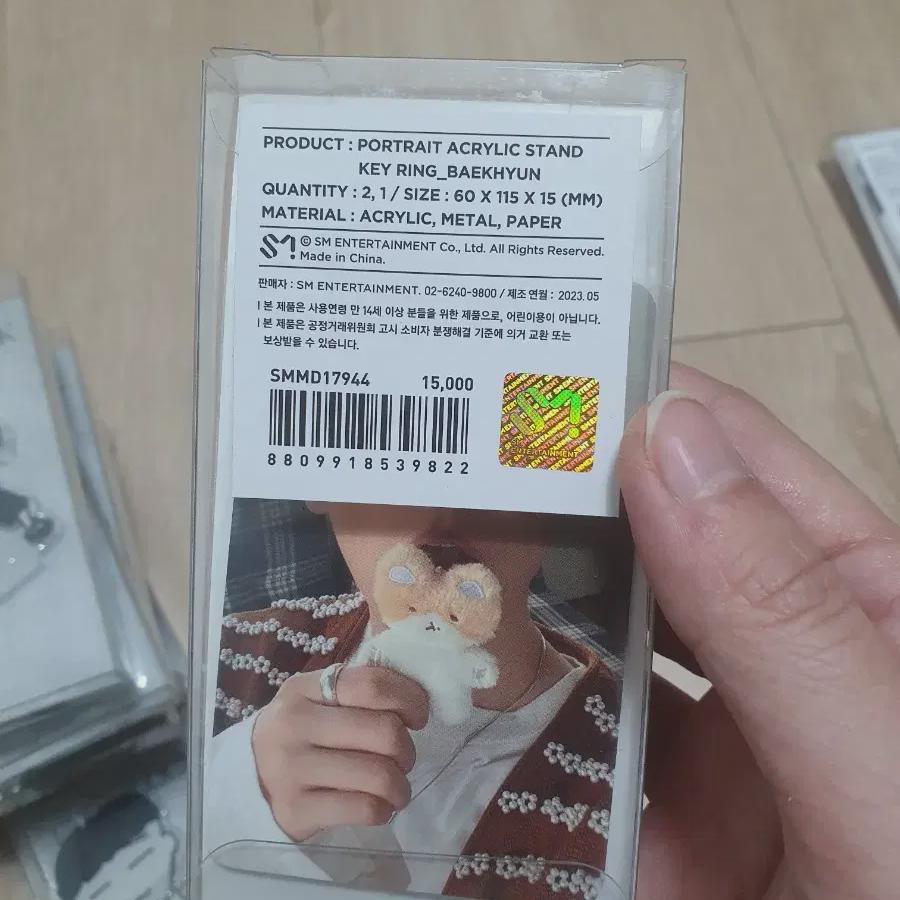 PRODUCT : PORTRAIT ACRYLIC STAND
KEY RING_BAEKHYUN
QUANTITY : 2, 1 / SIZE : 60 X 115 X 15 (MM)
MATERIAL : ACRYLIC, METAL, PAPER
SM © SM ENTERTAINMENT Co., Ltd. All Rights Reserved.
Made in China.
판매자 : SM ENTERTAINMENT. 02-6240-9800 / 제조 연월 : 2023.05
l 본 제품은 사용연령 만 14세 이상 분들을 위한 제품으로, 어린이용이 아닙니다.
l 본 제품은 공정거래위원회 고시 소비자 분쟁해결 기준에 의거 교환 또는
보상받을 수 있습니다.
SMMD17944 15,000
8809918539822
SM
SM
ENTERTAINMENT